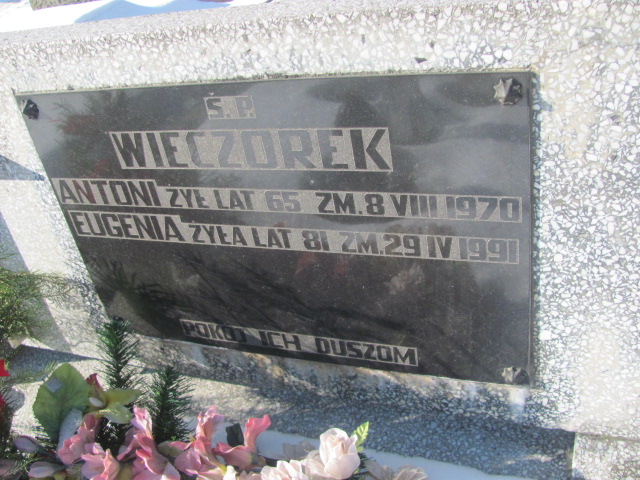 Ś. P.
WIECZOREK
ANTONI ŻYŁ LAT 65 ZM. 8 VIII 1970
EUGENIA ŻYŁA LAT 81 ZM. 29 IV 1991
POKÓJ ICH DUSZOM